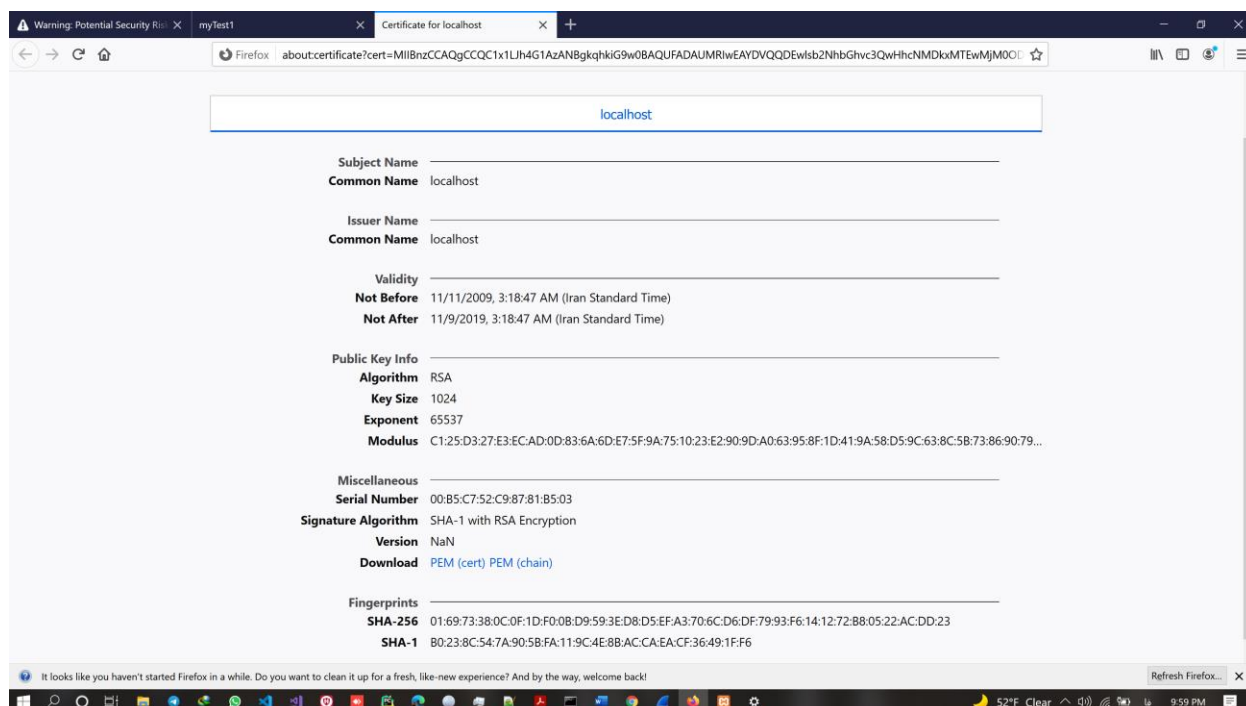 Warning: Potential Security Ris
myTest1
Certificate for localhost
Firefox about:certificate?cert=MIIBnzCCAQgCCQC1x1LJh4G1AzANBgkqhkiG9w0BAQUFADAUMRIwEAYDVQQDEwlsb2NhbGhvc3QwHhcNMDkxMTEwMjM0OD
localhost
Subject Name
Common Name localhost
Issuer Name
Common Name localhost
Validity
Not Before 11/11/2009, 3:18:47 AM (Iran Standard Time)
Not After 11/9/2019, 3:18:47 AM (Iran Standard Time)
Public Key Info
Algorithm RSA
Key Size 1024
Exponent 65537
Modulus C1:25:D3:27:E3:EC:AD:0D:83:6A:6D:E7:5F:9A:75:10:23:E2:90:9D:A0:63:95:8F:1D:41:9A:58:D5:9C:63:8C:5B:73:86:90:79...
Miscellaneous
Serial Number 00:B5:C7:52:C9:87:81:B5:03
Signature Algorithm SHA-1 with RSA Encryption
Version NaN
Download PEM (cert) PEM (chain)
Fingerprints
SHA-256 01:69:73:38:0C:0F:1D:F0:0B:D9:59:3E:D8:D5:EF:A3:70:6C:D6:DF:79:93:F6:14:12:72:B8:05:22:AC:DD:23
SHA-1 B0:23:8C:54:7A:90:5B:FA:11:9C:4E:8B:AC:CA:EA:CF:36:49:1F:F6
It looks like you haven't started Firefox in a while. Do you want to clean it up for a fresh, like-new experience? And by the way, welcome back!
Refresh Firefox...
52°F Clear
9:59 PM